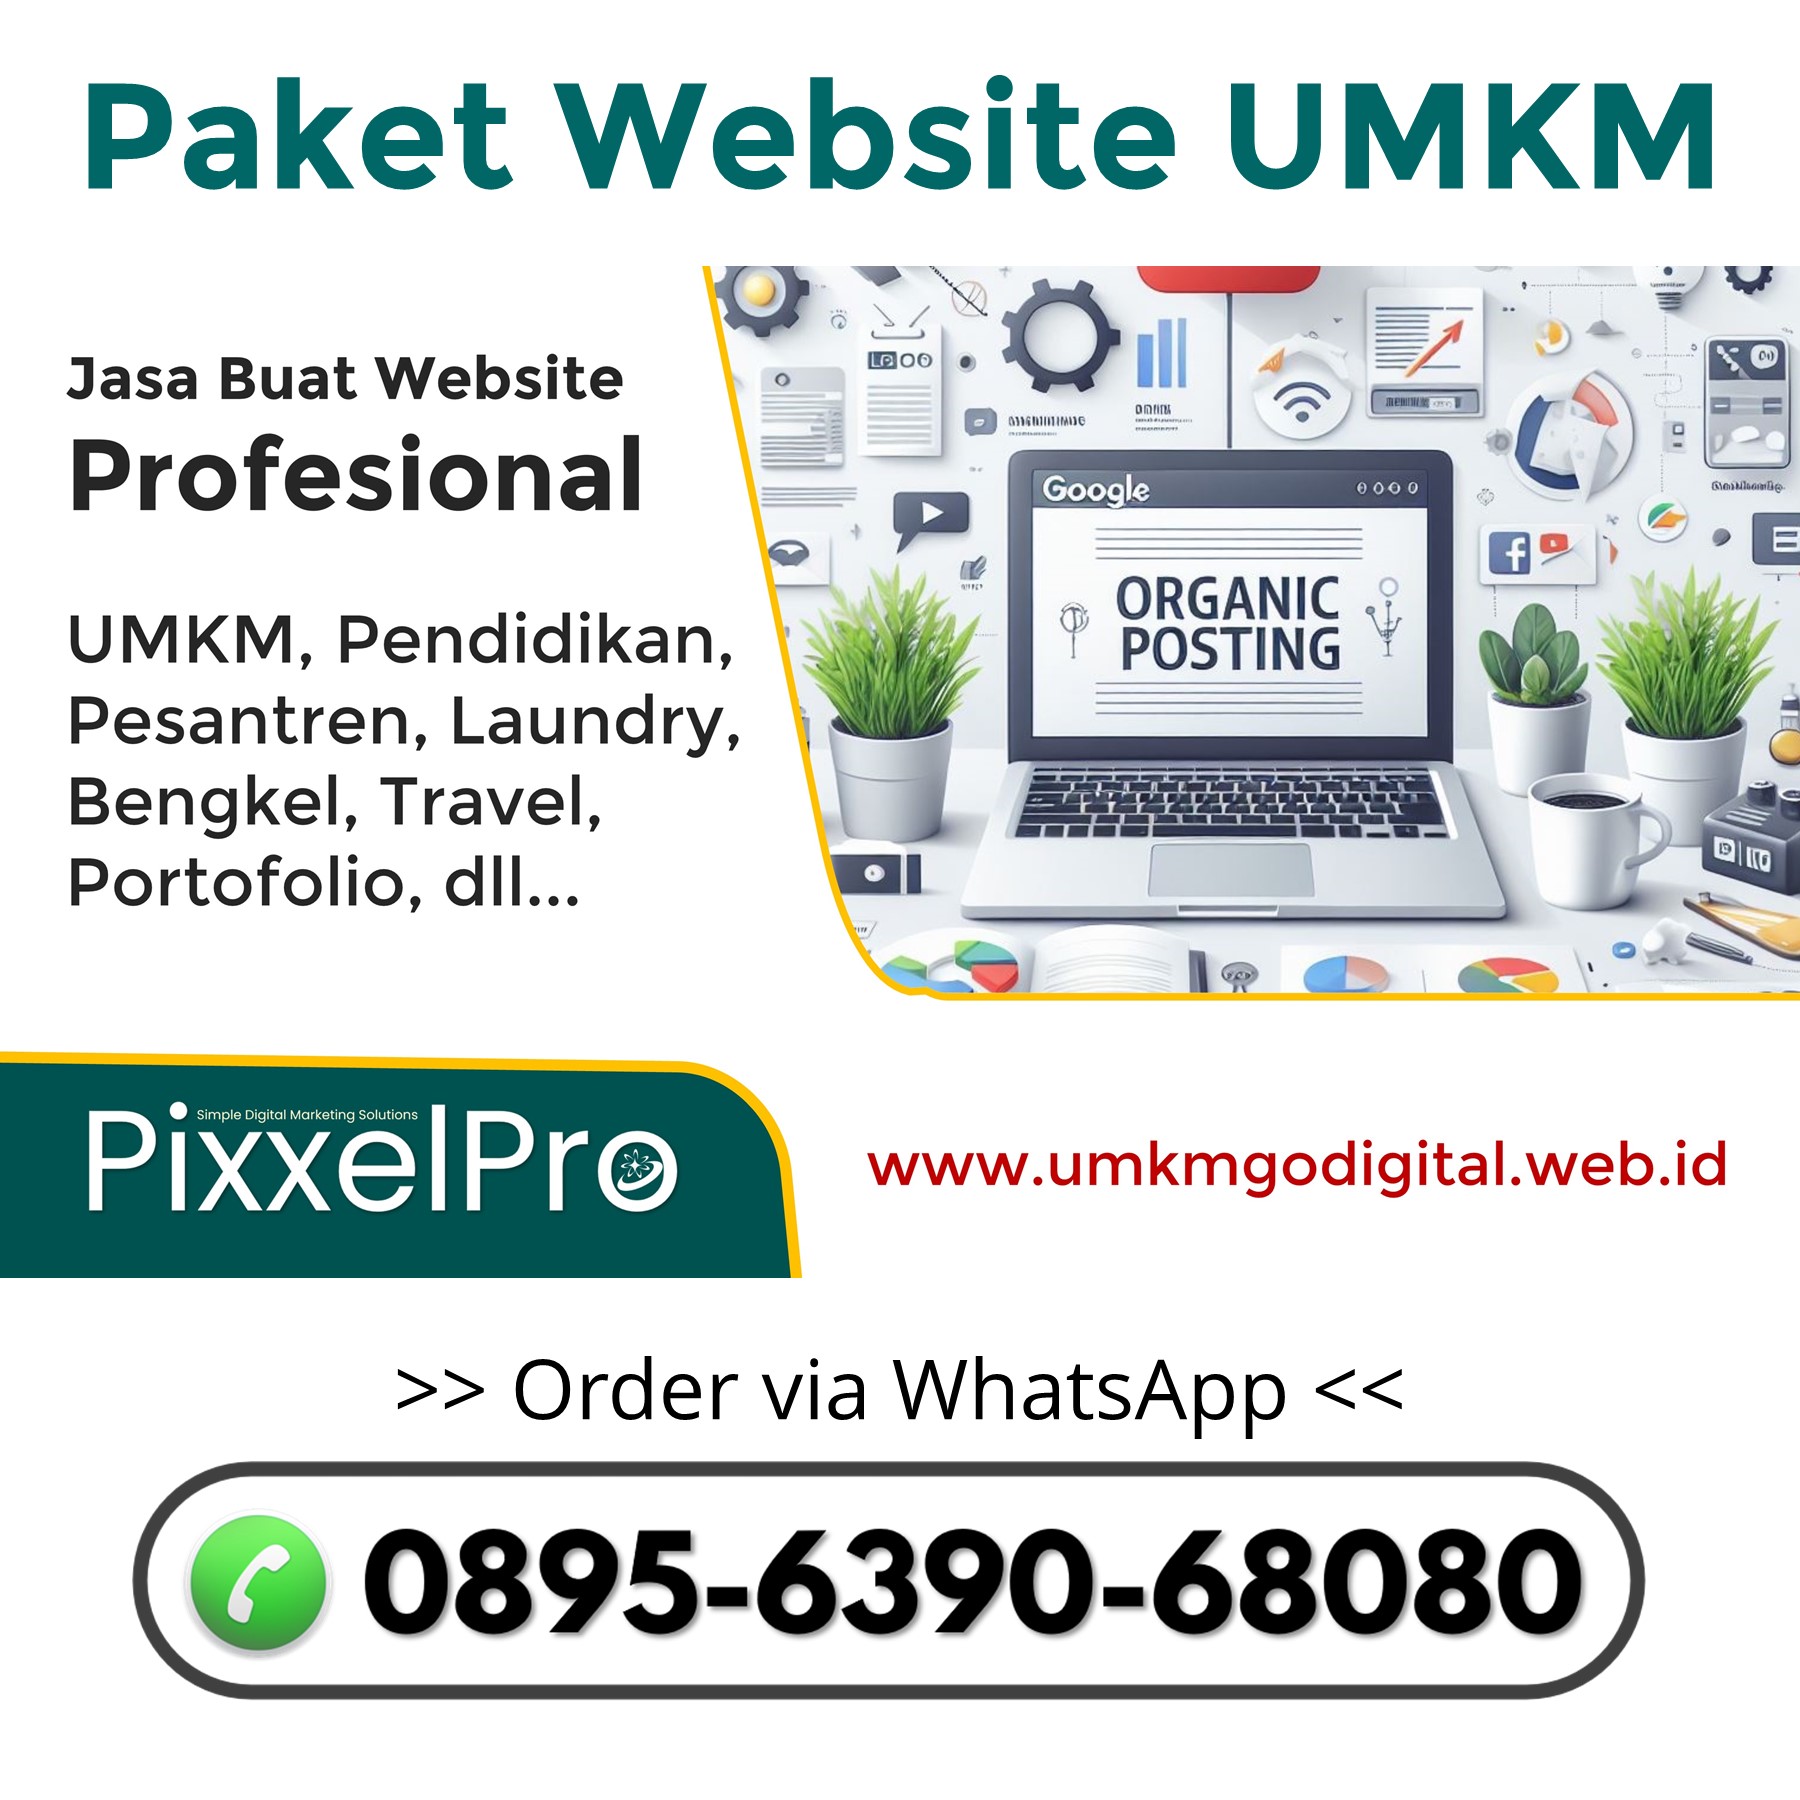 Paket Website UMKM
Jasa Buat Website
Profesional
UMKM, Pendidikan,
Pesantren, Laundry,
Bengkel, Travel,
Portofolio, dll...
Google
ORGANIC
POSTING
Simple Digital Marketing Solutions
PixxelPro
www.umkmgodigital.web.id
>> Order via WhatsApp <<
0895-6390-68080